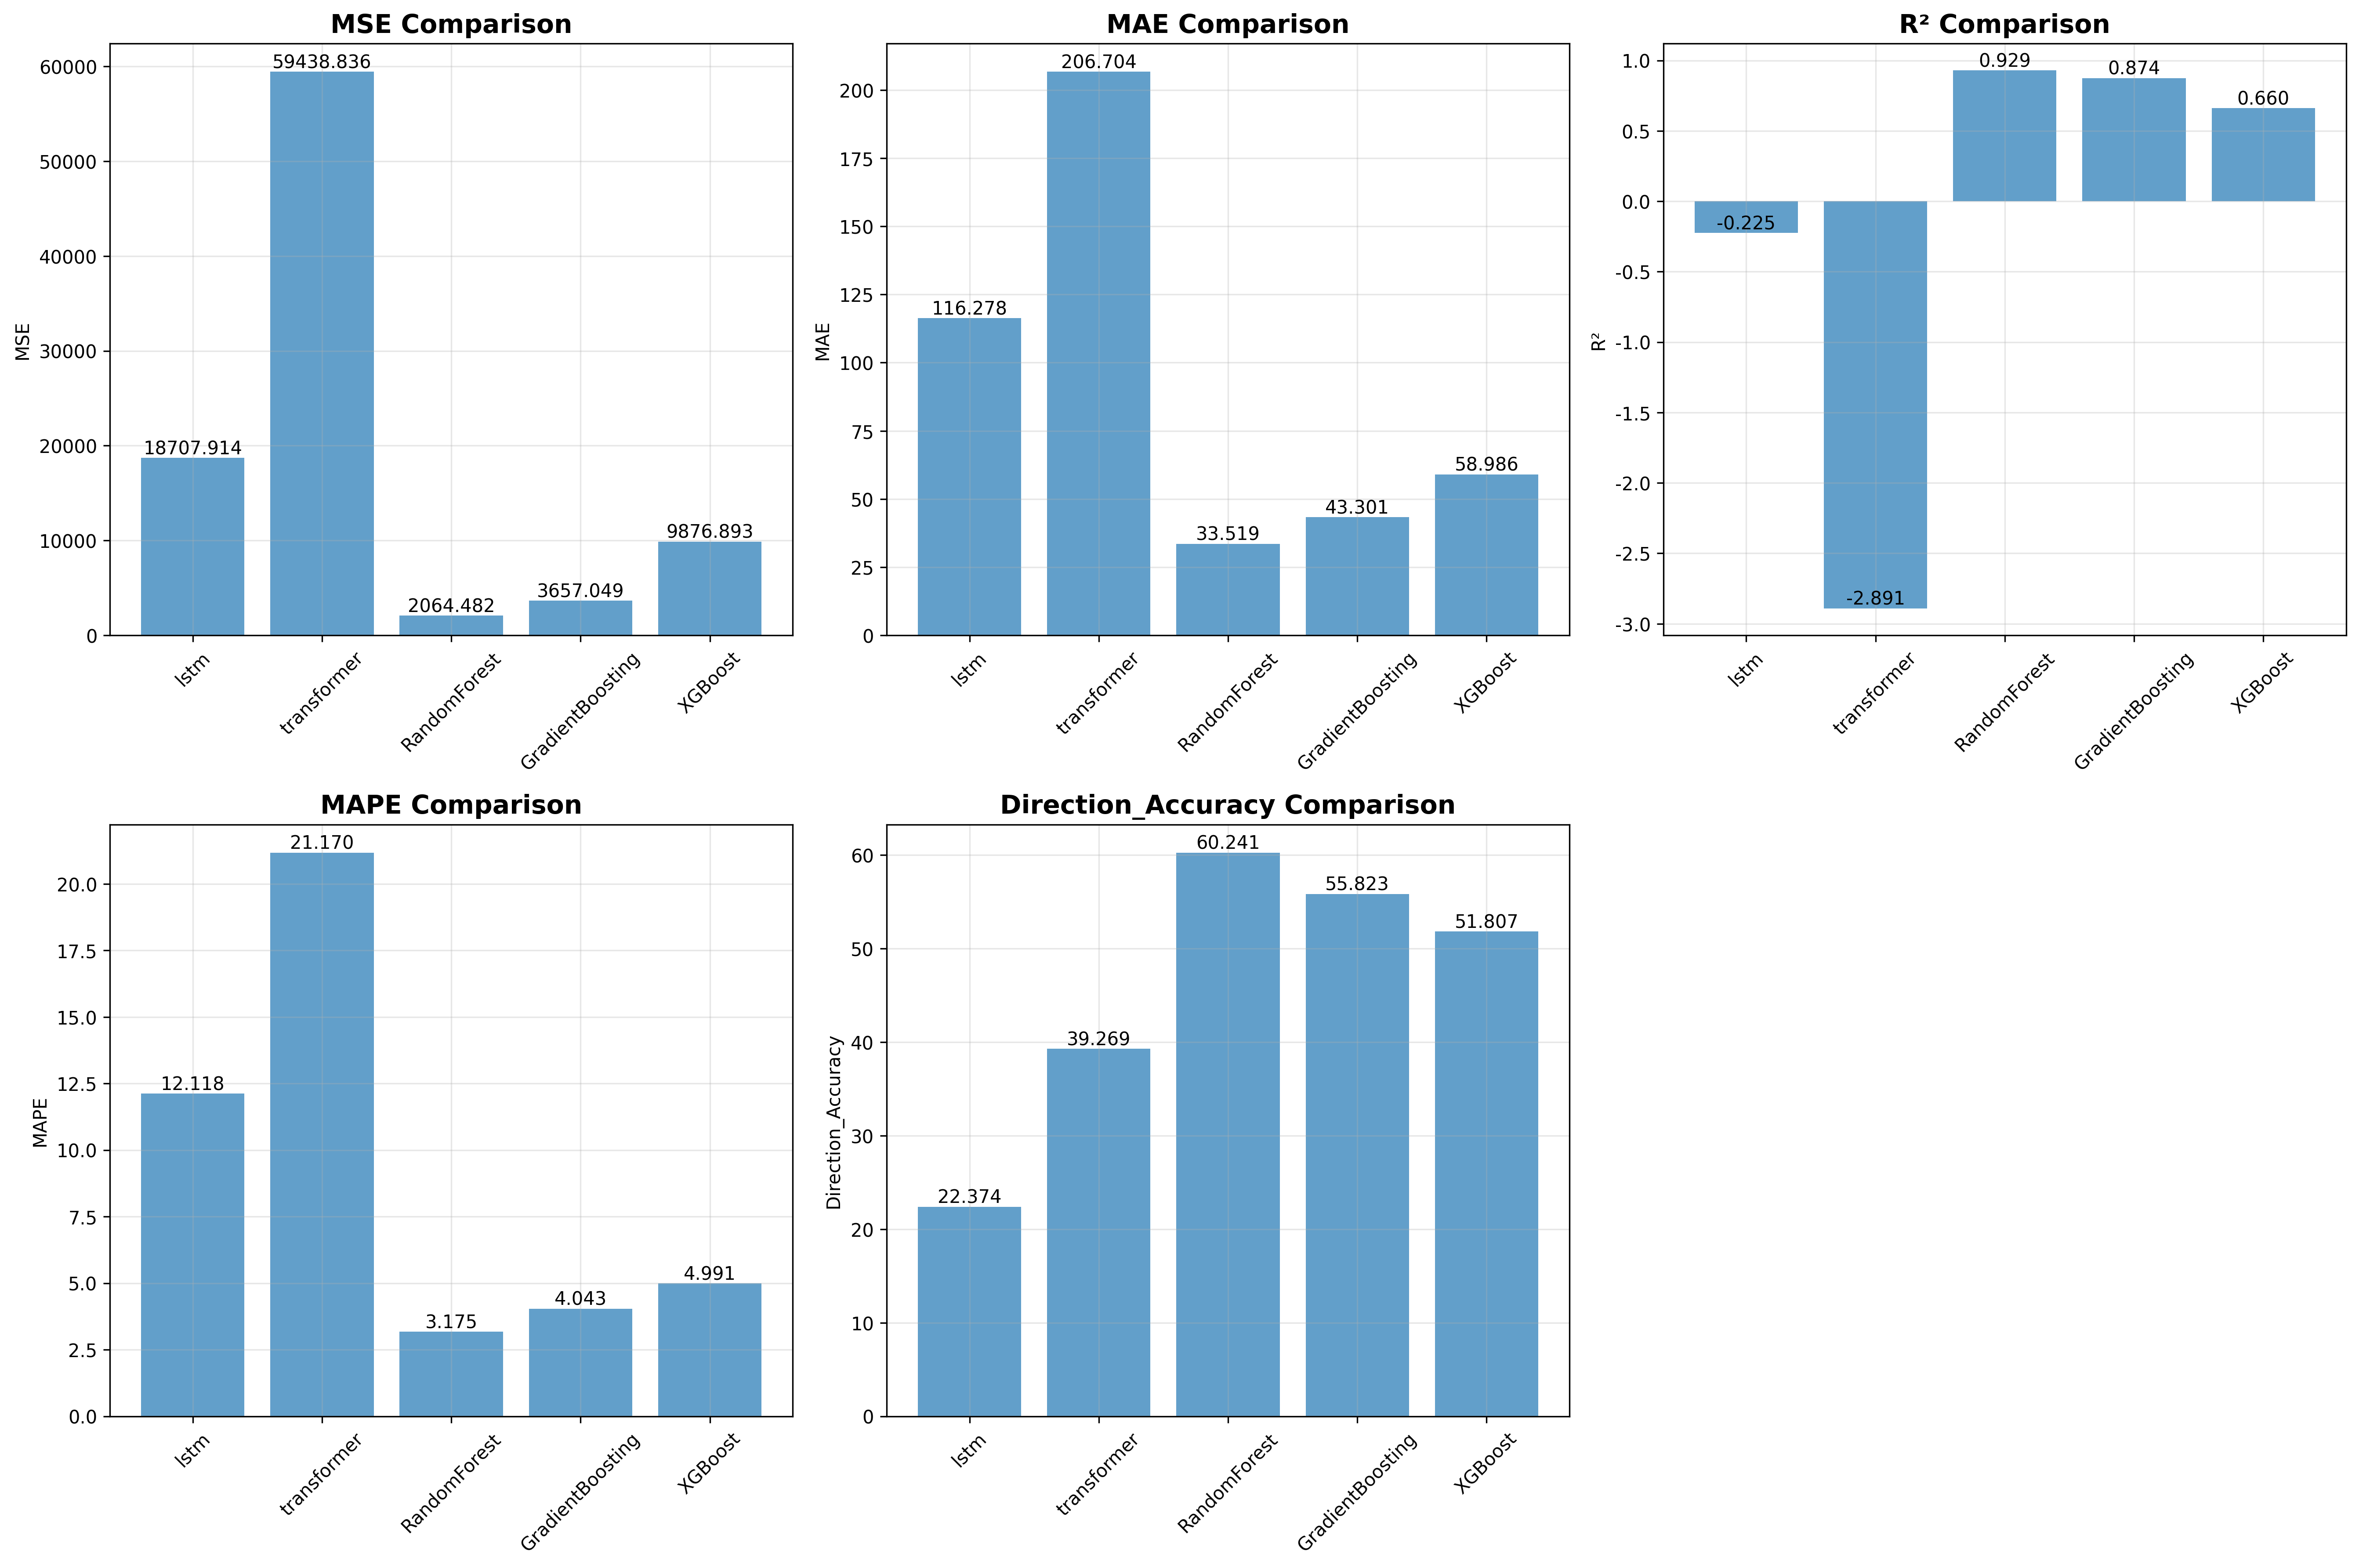 MSE Comparison
MSE
60000
50000
40000
30000
20000
10000
0
18707.914
59438.836
2064.482
3657.049
9876.893
lstm
transformer
RandomForest
GradientBoosting
XGBoost
MAE Comparison
MAE
200
175
150
125
100
75
50
25
0
116.278
206.704
33.519
43.301
58.986
lstm
transformer
RandomForest
GradientBoosting
XGBoost
R² Comparison
R²
1.0
0.5
0.0
-0.5
-1.0
-1.5
-2.0
-2.5
-3.0
-0.225
-2.891
0.929
0.874
0.660
lstm
transformer
RandomForest
GradientBoosting
XGBoost
MAPE Comparison
MAPE
20.0
17.5
15.0
12.5
10.0
7.5
5.0
2.5
0.0
12.118
21.170
3.175
4.043
4.991
lstm
transformer
RandomForest
GradientBoosting
XGBoost
Direction_Accuracy Comparison
Direction_Accuracy
60
50
40
30
20
10
0
22.374
39.269
60.241
55.823
51.807
lstm
transformer
RandomForest
GradientBoosting
XGBoost